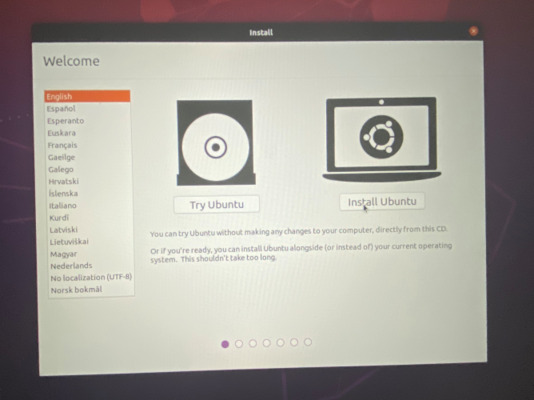 Install
Welcome
English
Español
Esperanto
Euskara
Français
Gaeilge
Galego
Hrvatski
Íslenska
Italiano
Kurdî
Latviski
Lietuviškai
Magyar
Nederlands
No localization (UTF-8)
Norsk bokmål
Try Ubuntu
Install Ubuntu
You can try Ubuntu without making any changes to your computer, directly from this CD.
Or if you're ready, you can install Ubuntu alongside (or instead of) your current operating
system. This shouldn't take too long.